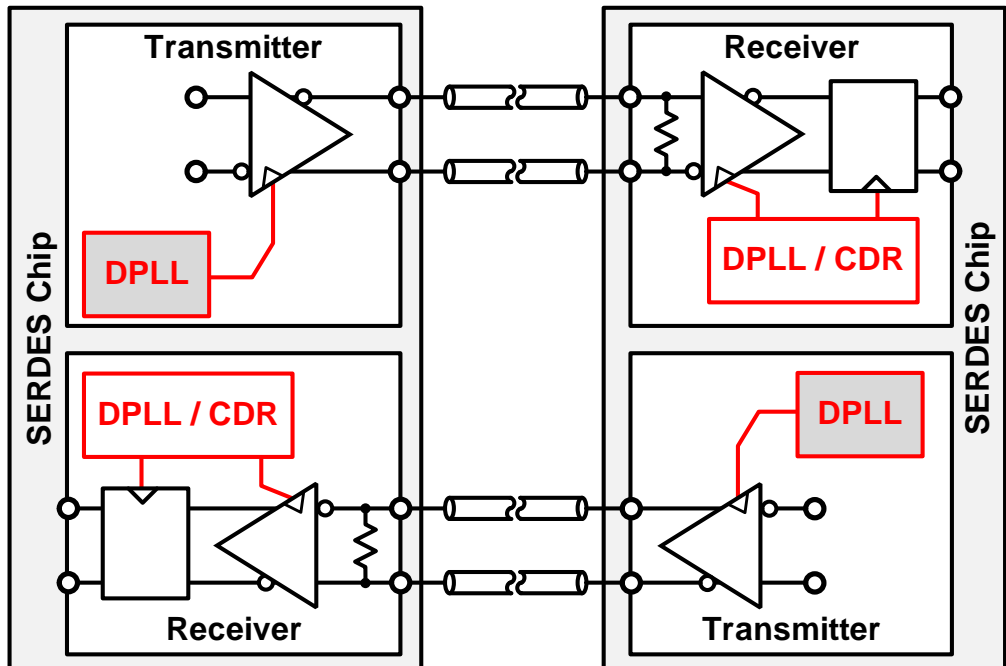 Transmitter
DPLL
SERDES Chip
Receiver
DPLL / CDR
SERDES Chip
DPLL / CDR
Receiver
DPLL
Transmitter